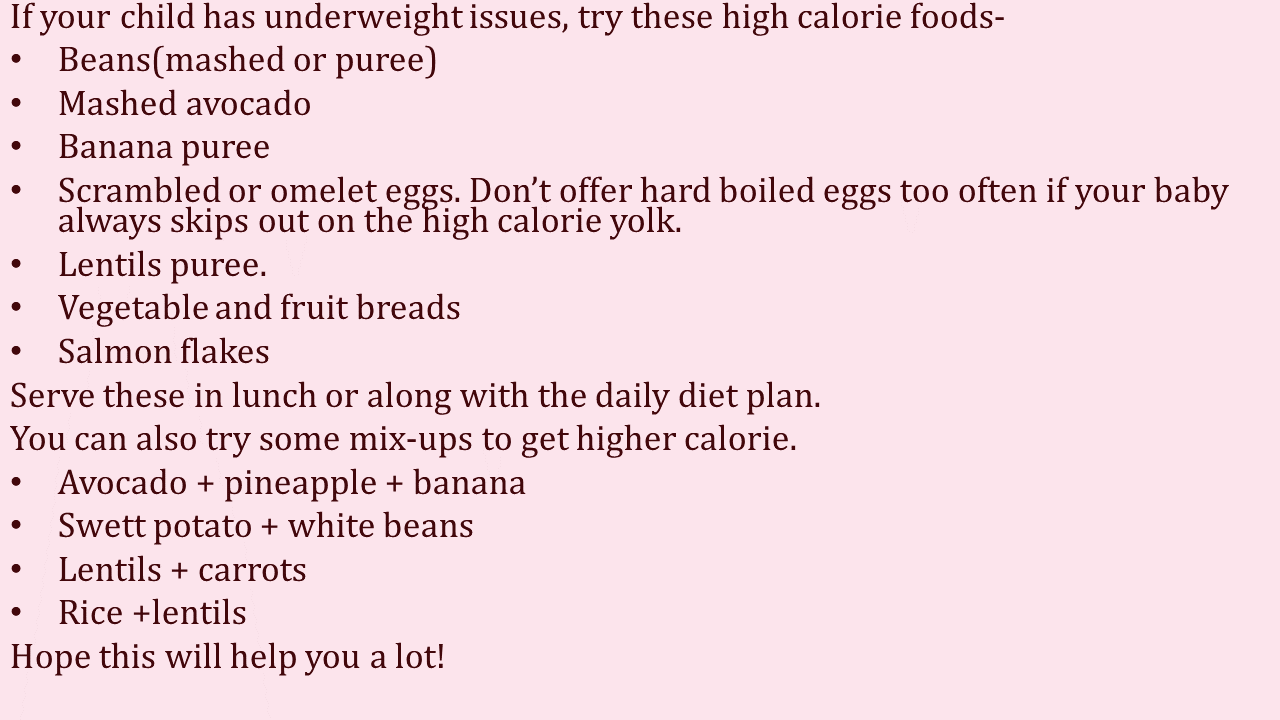 If your child has underweight issues, try these high calorie foods-
• Beans(mashed or puree)
• Mashed avocado
• Banana puree
• Scrambled or omelet eggs. Don’t offer hard boiled eggs too often if your baby
always skips out on the high calorie yolk.
• Lentils puree.
• Vegetable and fruit breads
• Salmon flakes
Serve these in lunch or along with the daily diet plan.
You can also try some mix-ups to get higher calorie.
• Avocado + pineapple + banana
• Swett potato + white beans
• Lentils + carrots
• Rice +lentils
Hope this will help you a lot!